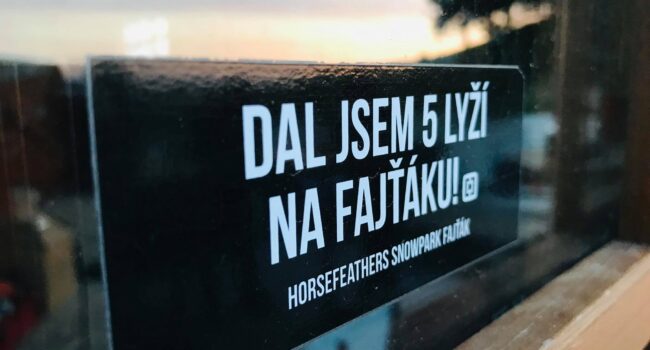 DAL JSEM 5 LYŽÍ
NA FAJŤÁKU!
HORSEFEATHERS SNOWPARK FAJŤÁK